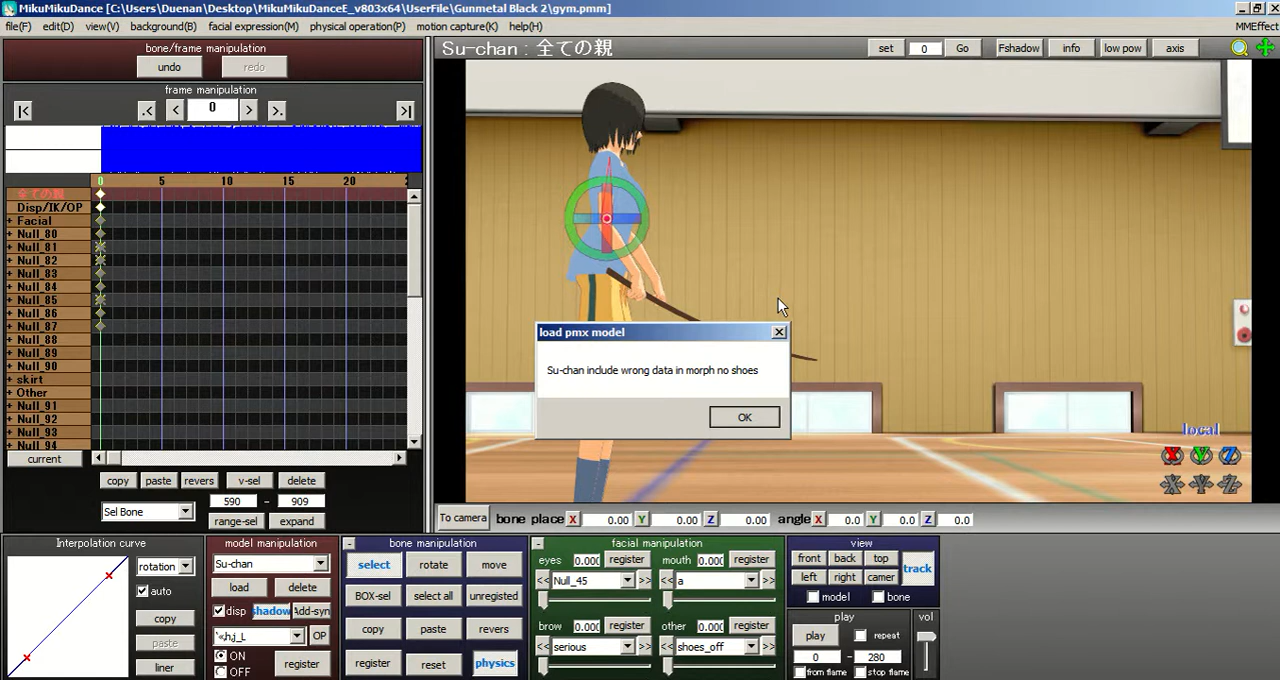 MikuMikuDance [C:\Users\Duenan\Desktop\MikuMikuDanceE_v803x64\UserFile\Gunmetal Black 2\gym.pmm]
file(F) edit(D) view(V) background(B) facial expression(M) physical operation(P) motion capture(K) help(H) MMEffect
bone/frame manipulation
undo redo
frame manipulation
|< .< < 0 > >. >|
0 5 10 15 20
全ての親
Disp/IK/OP
+ Facial
+ Null_80
+ Null_81
+ Null_82
+ Null_83
+ Null_84
+ Null_85
+ Null_86
+ Null_87
+ Null_88
+ Null_89
+ Null_90
+ skirt
+ Other
+ Null_91
+ Null_92
+ Null_93
+ Null_94
current
copy paste revers v-sel delete
Sel Bone 590 - 909
range-sel expand
Su-chan : 全ての親
set 0 Go Fshadow info low pow axis
load pmx model
Su-chan include wrong data in morph no shoes
OK
local
X Y Z
X Y Z
To camera bone place X 0.00 Y 0.00 Z 0.00 angle X 0.0 Y 0.0 Z 0.0
Interpolation curve
rotation
auto
copy
paste
liner
model manipulation
Su-chan
load delete
disp shadow Add-syn
OP
ON
OFF
register
- bone manipulation
select rotate move
BOX-sel select all unregisted
copy paste revers
register reset physics
- facial manipulation
eyes 0.000 register mouth 0.000 register
<< Null_45 >> << a >>
brow 0.000 register other 0.000 register
<< serious >> << shoes_off >>
view
front back top
left right camer
track
model bone
play
play repeat
0 - 280
from flame stop flame
vol